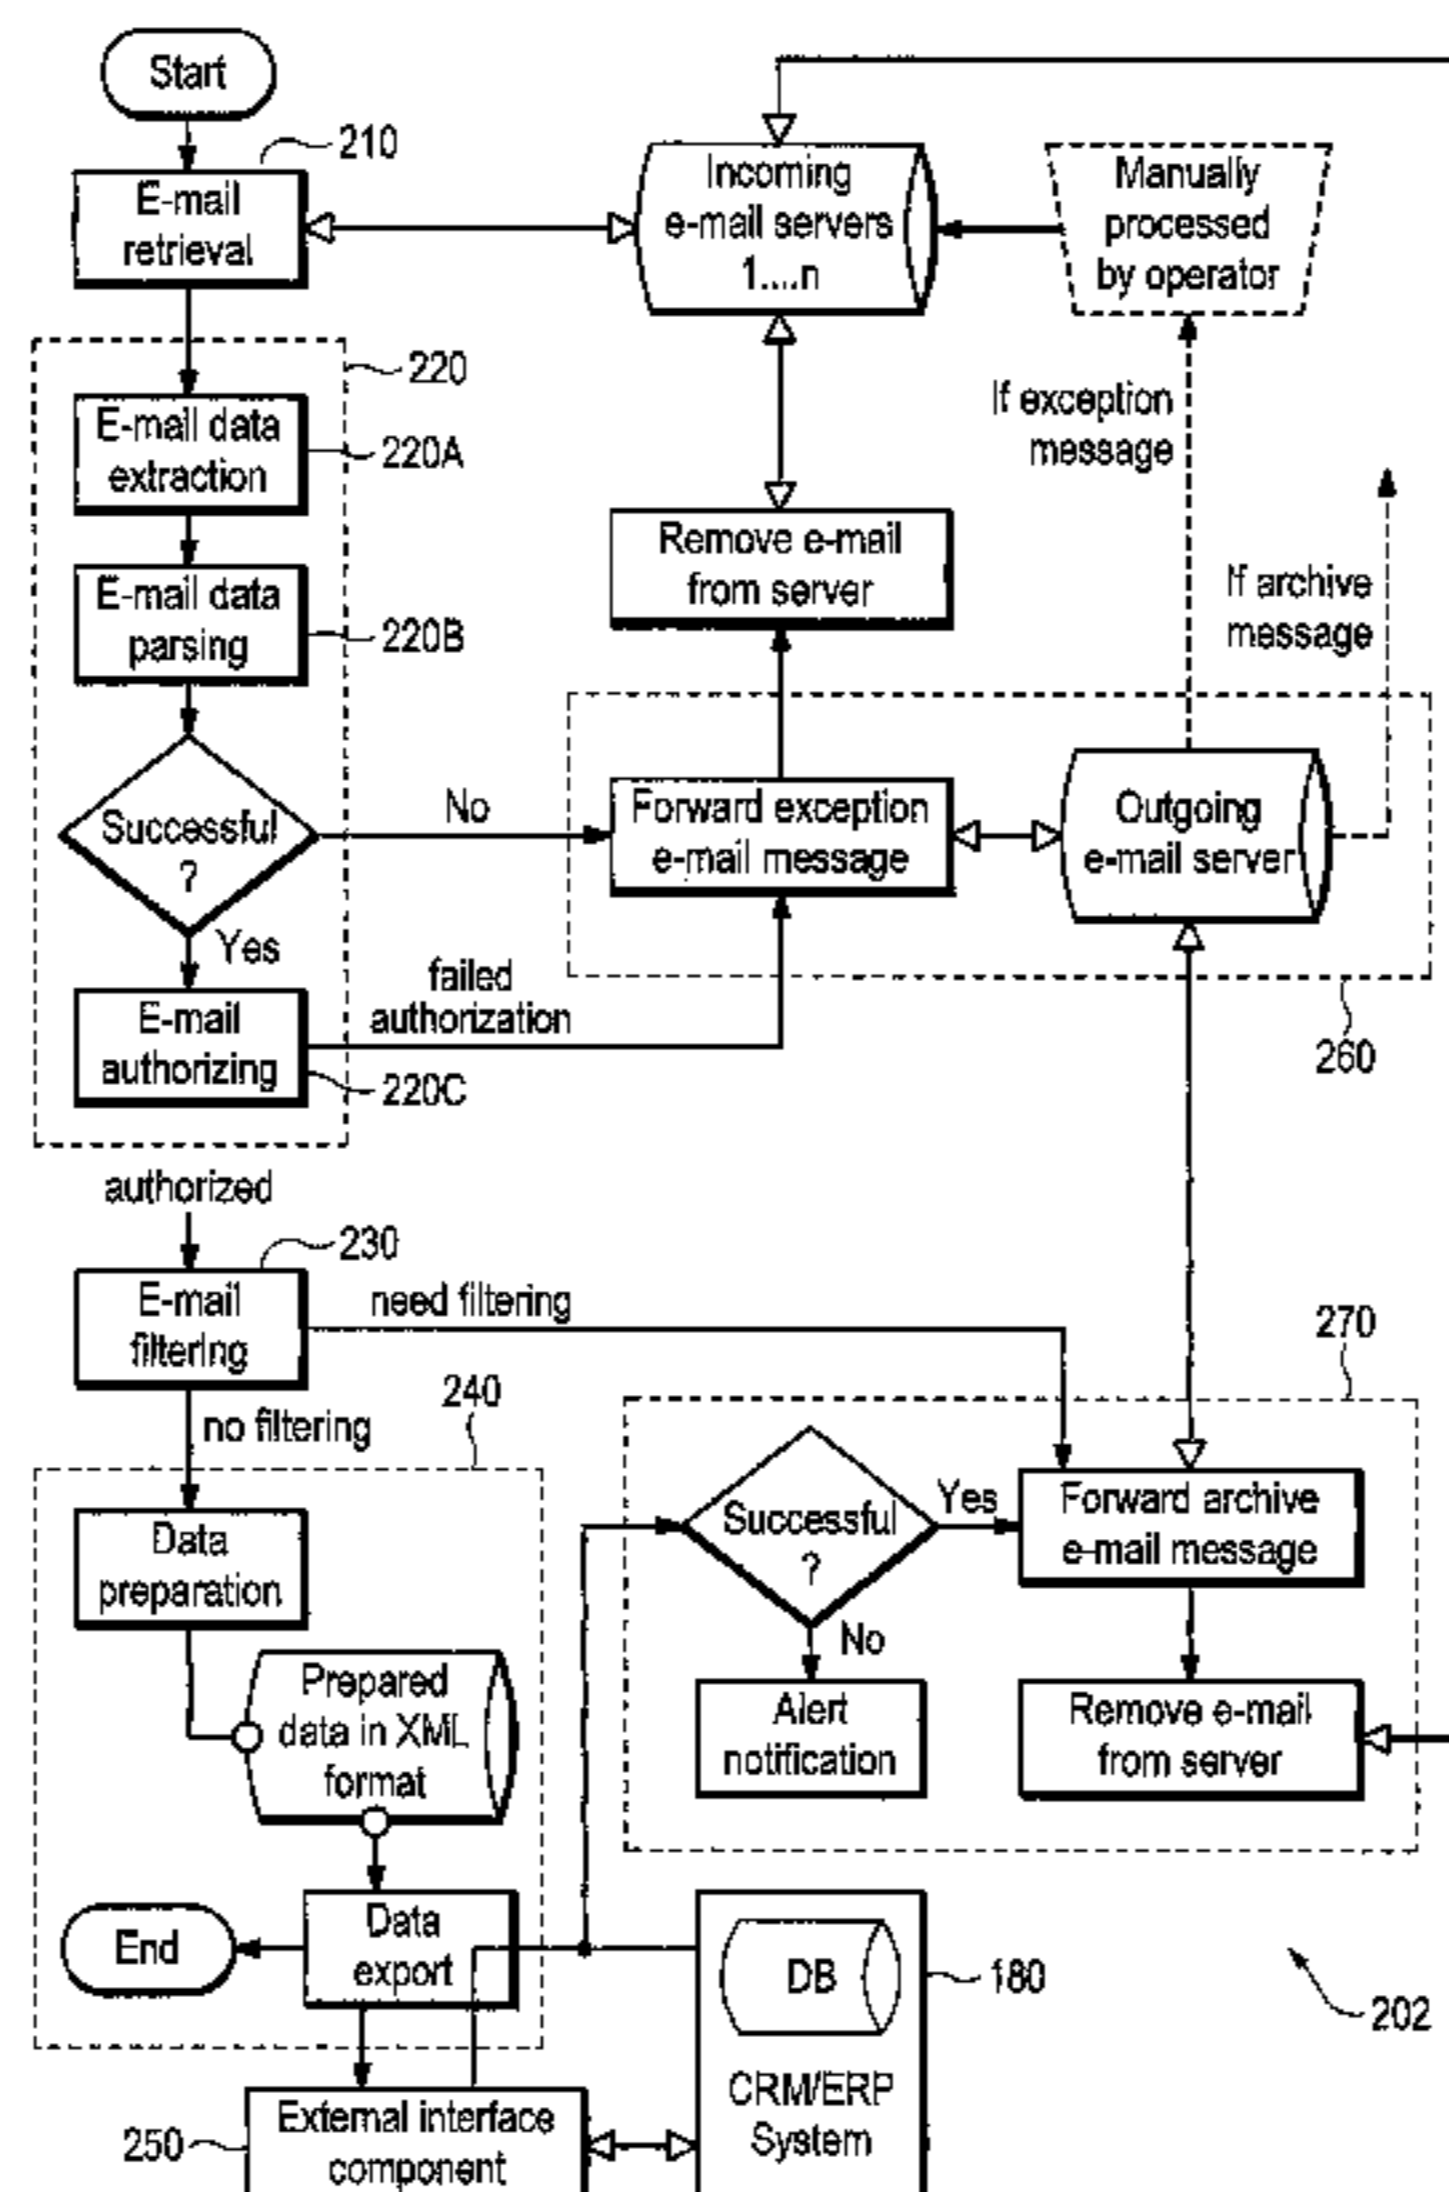 Start
210
E-mail
retrieval
Incoming
e-mail servers
1....n
Manually
processed
by operator
220
E-mail data
extraction
220A
If exception
message
E-mail data
parsing
220B
Remove e-mail
from server
If archive
message
Successful
?
No
Forward exception
e-mail message
Outgoing
e-mail server
Yes
E-mail
authorizing
220C
failed
authorization
260
authorized
230
E-mail
filtering
need filtering
270
no filtering
240
Data
preparation
Successful
?
Yes
No
Forward archive
e-mail message
Prepared
data in XML
format
Alert
notification
Remove e-mail
from server
End
Data
export
DB
180
CRM/ERP
System
202
250
External interface
component